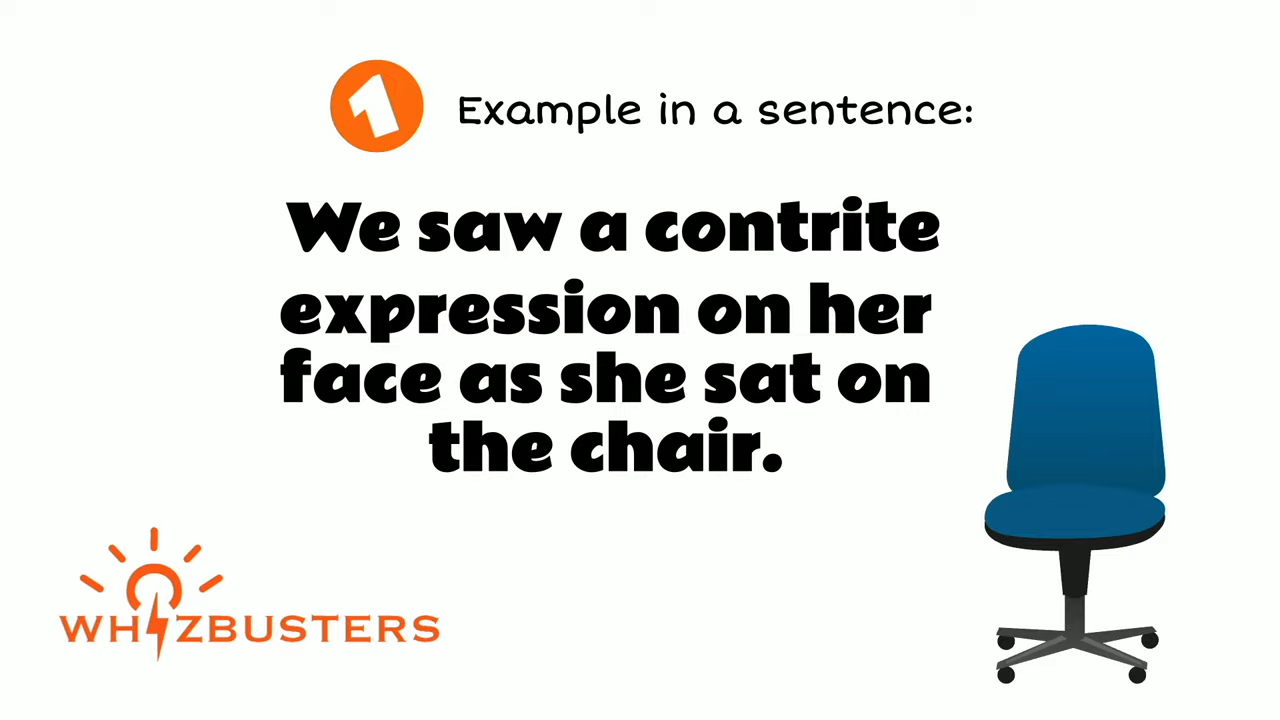 1 Example in a sentence:
We saw a contrite
expression on her
face as she sat on
the chair.
WHIZBUSTERS